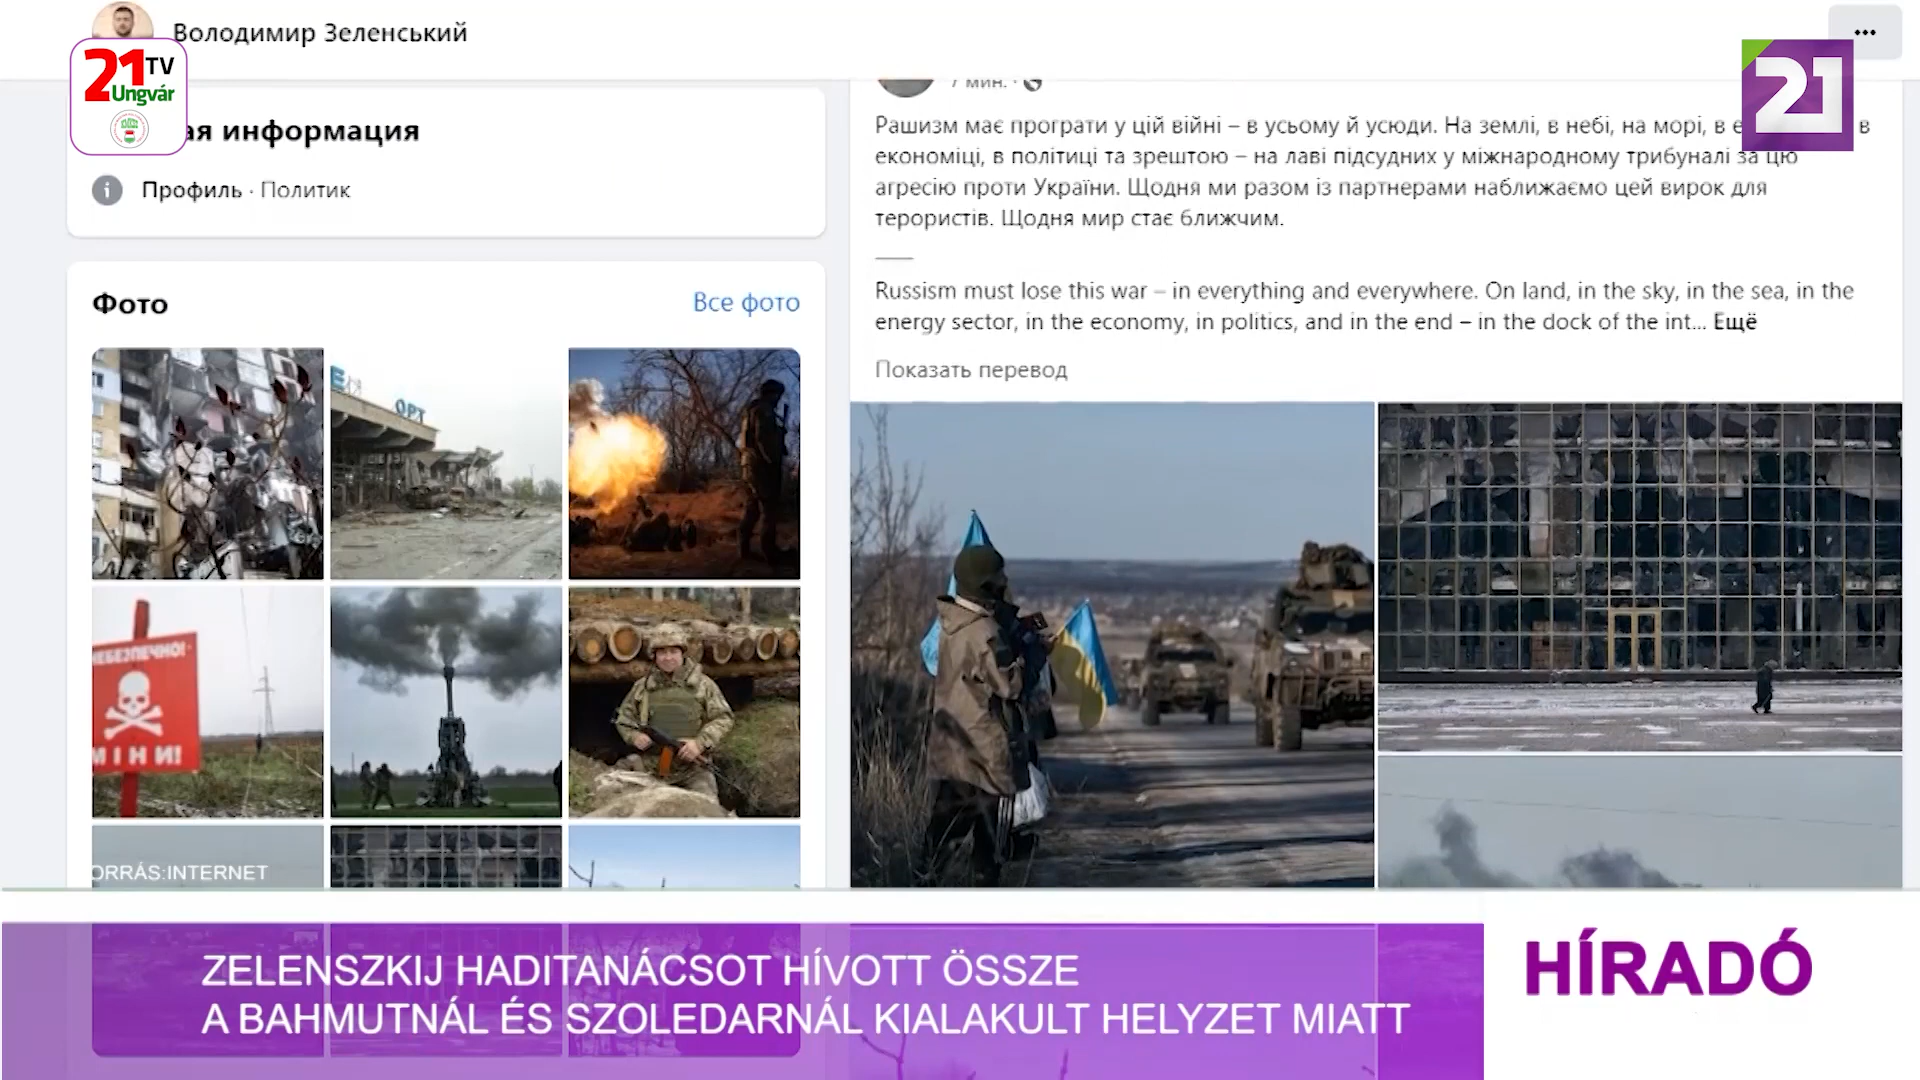 Володимир Зеленський
21 TV
Ungvár
21
ая информация
Профиль · Политик
Фото
Все фото
7 мин.
Рашизм має програти у цій війні – в усьому й усюди. На землі, в небі, на морі, в е в
економіці, в політиці та зрештою – на лаві підсудних у міжнародному трибуналі за цю
агресію проти України. Щодня ми разом із партнерами наближаємо цей вирок для
терористів. Щодня мир стає ближчим.
Russism must lose this war – in everything and everywhere. On land, in the sky, in the sea, in the
energy sector, in the economy, in politics, and in the end – in the dock of the int... Ещё
Показать перевод
ОРТ
НЕБЕЗПЕЧНО!
МІНИ!
ORRÁS:INTERNET
ZELENSZKIJ HADITANÁCSOT HÍVOTT ÖSSZE
A BAHMUTNÁL ÉS SZOLEDARNÁL KIALAKULT HELYZET MIATT
HÍRADÓ